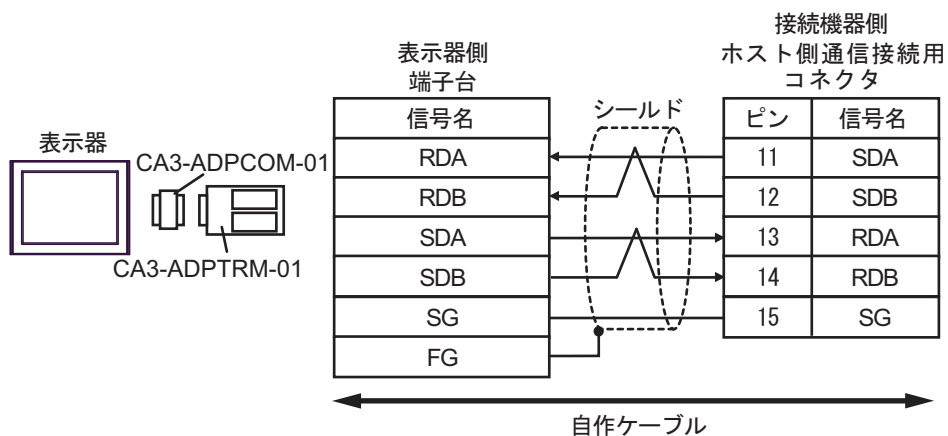 表示器
CA3-ADPCOM-01
CA3-ADPTRM-01
表示器側
端子台
信号名
RDA
RDB
SDA
SDB
SG
FG
シールド
接続機器側
ホスト側通信接続用
コネクタ
ピン 信号名
11 SDA
12 SDB
13 RDA
14 RDB
15 SG
自作ケーブル